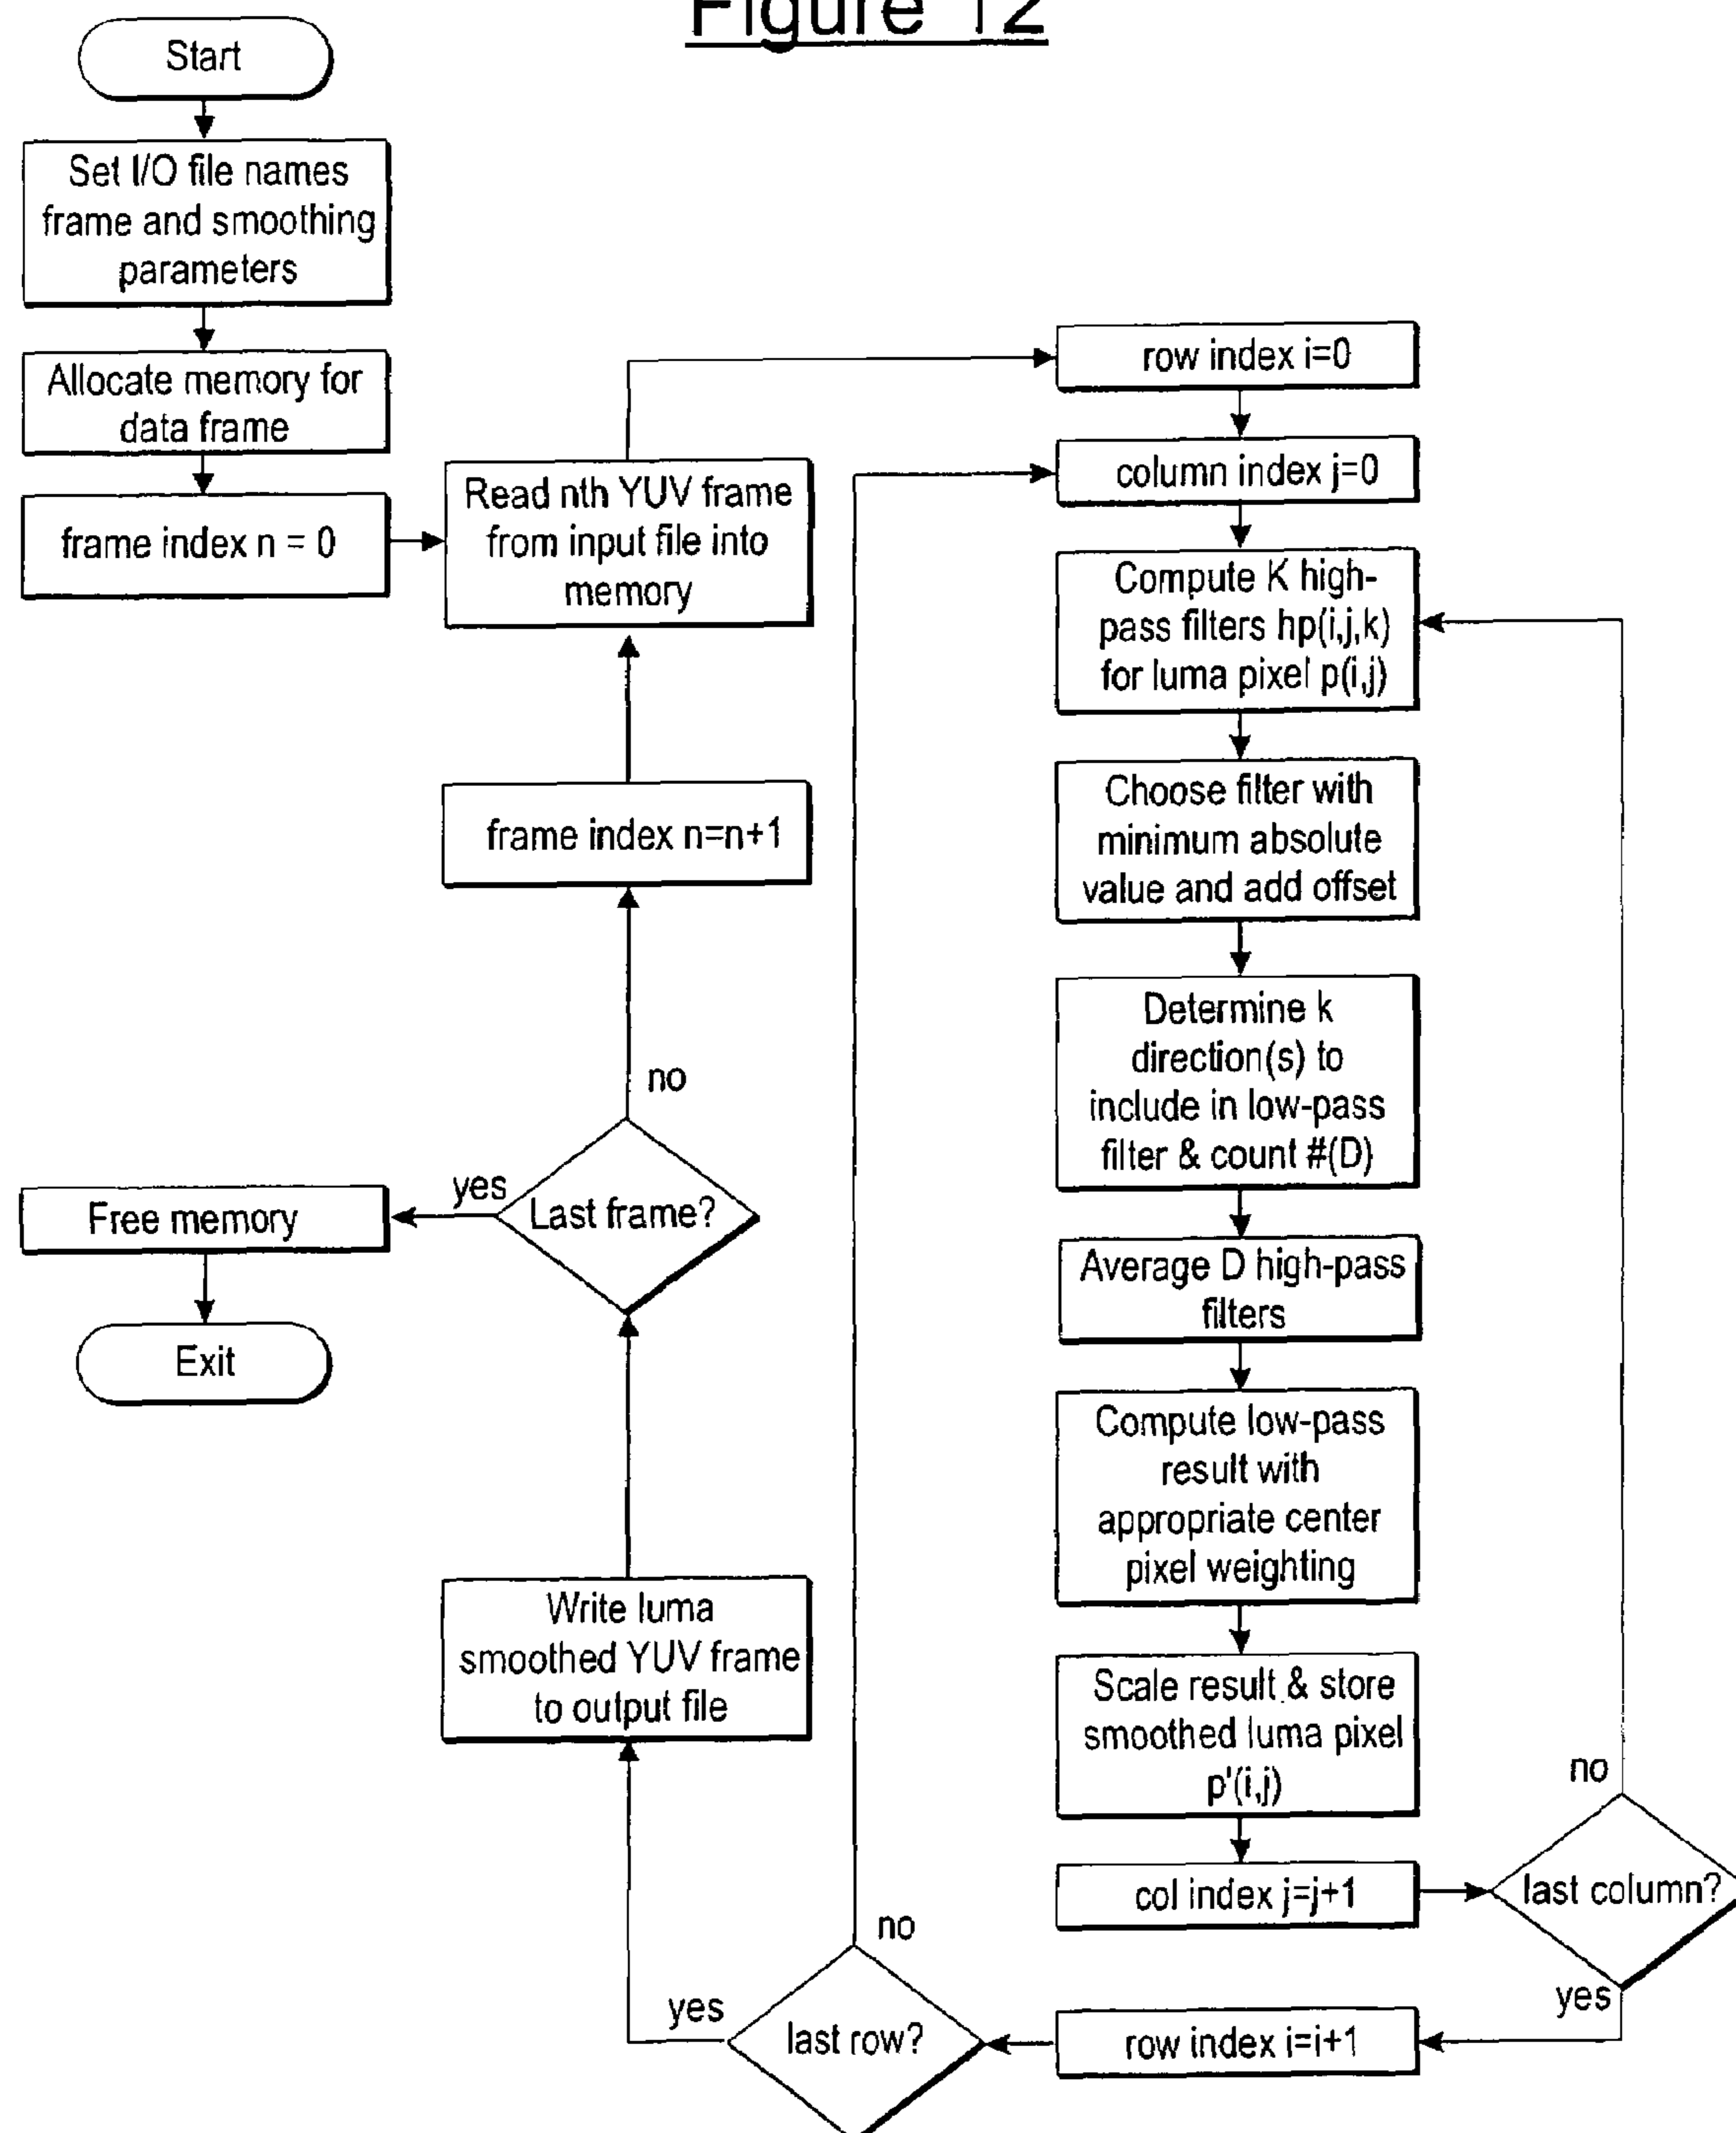 Figure 12
Start
Set I/O file names
frame and smoothing
parameters
Allocate memory for
data frame
frame index n = 0
Read nth YUV frame
from input file into
memory
frame index n=n+1
no
Last frame?
yes
Free memory
Exit
Write luma
smoothed YUV frame
to output file
row index i=0
column index j=0
Compute K high-
pass filters hp(i,j,k)
for luma pixel p(i,j)
Choose filter with
minimum absolute
value and add offset
Determine k
direction(s) to
include in low-pass
filter & count #(D)
Average D high-pass
filters
Compute low-pass
result with
appropriate center
pixel weighting
Scale result & store
smoothed luma pixel
p'(i,j)
col index j=j+1
last column?
no
yes
row index i=i+1
last row?
no
yes